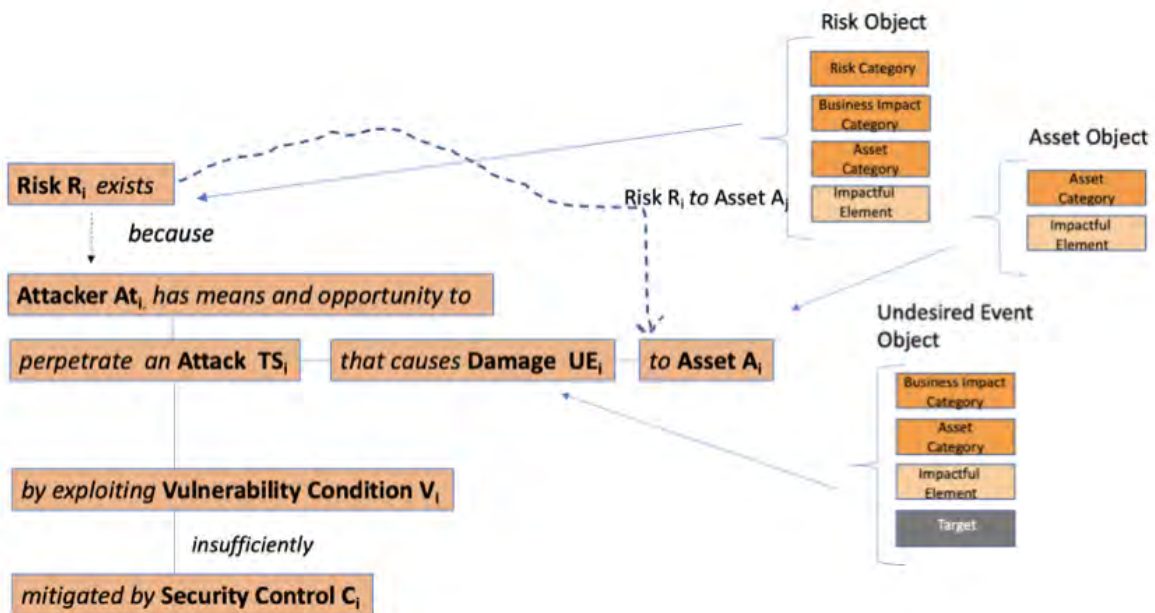 Risk Object
Risk Category
Business Impact
Category
Asset
Category
Impactful
Element
Asset Object
Asset
Category
Impactful
Element
Risk Rᵢ exists
Risk Rᵢ to Asset Aⱼ
because
Attacker Atᵢ has means and opportunity to
perpetrate an Attack TSᵢ
that causes Damage UEᵢ
to Asset Aᵢ
Undesired Event
Object
Business Impact
Category
Asset
Category
Impactful
Element
Target
by exploiting Vulnerability Condition Vᵢ
insufficiently
mitigated by Security Control Cᵢ